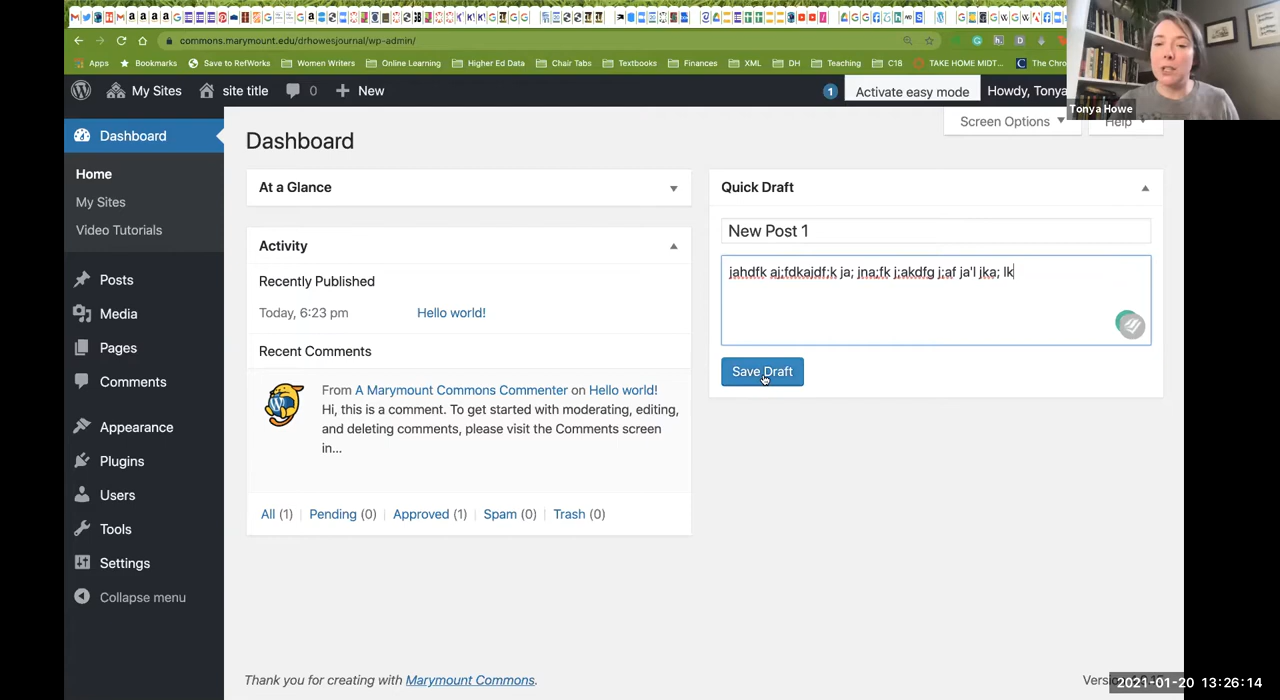 commons.marymount.edu/drhowesjournal/wp-admin/
Apps Bookmarks Save to RefWorks Women Writers Online Learning Higher Ed Data Chair Tabs Textbooks Finances XML DH Teaching C18 TAKE HOME MIDT... The Chro
My Sites site title 0 New 1 Activate easy mode Howdy, Tonya
Tonya Howe
Screen Options Help
Dashboard
Home
My Sites
Video Tutorials
Posts
Media
Pages
Comments
Appearance
Plugins
Users
Tools
Settings
Collapse menu
Dashboard
At a Glance
Activity
Recently Published
Today, 6:23 pm Hello world!
Recent Comments
From A Marymount Commons Commenter on Hello world!
Hi, this is a comment. To get started with moderating, editing,
and deleting comments, please visit the Comments screen
in...
All (1) | Pending (0) | Approved (1) | Spam (0) | Trash (0)
Quick Draft
New Post 1
jahdfk aj;fdkajdf;k ja; jna;fk j;akdfg j;af ja'l jka; lk
Save Draft
Thank you for creating with Marymount Commons.
2021-01-20 13:26:14